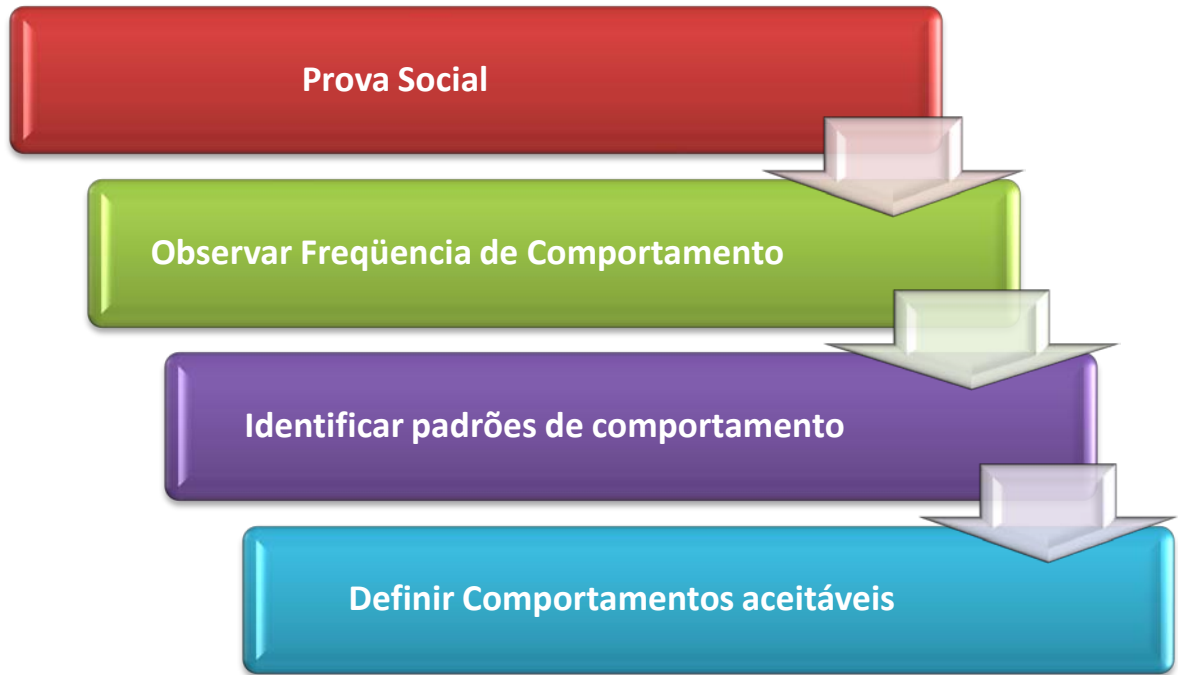 Prova Social
Observar Freqüencia de Comportamento
Identificar padrões de comportamento
Definir Comportamentos aceitáveis